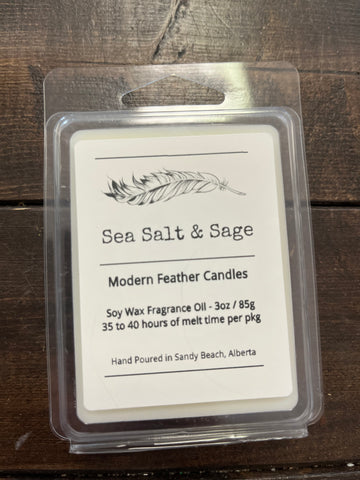 Sea Salt & Sage
Modern Feather Candles
Soy Wax Fragrance Oil - 3oz / 85g
35 to 40 hours of melt time per pkg
Hand Poured in Sandy Beach, Alberta